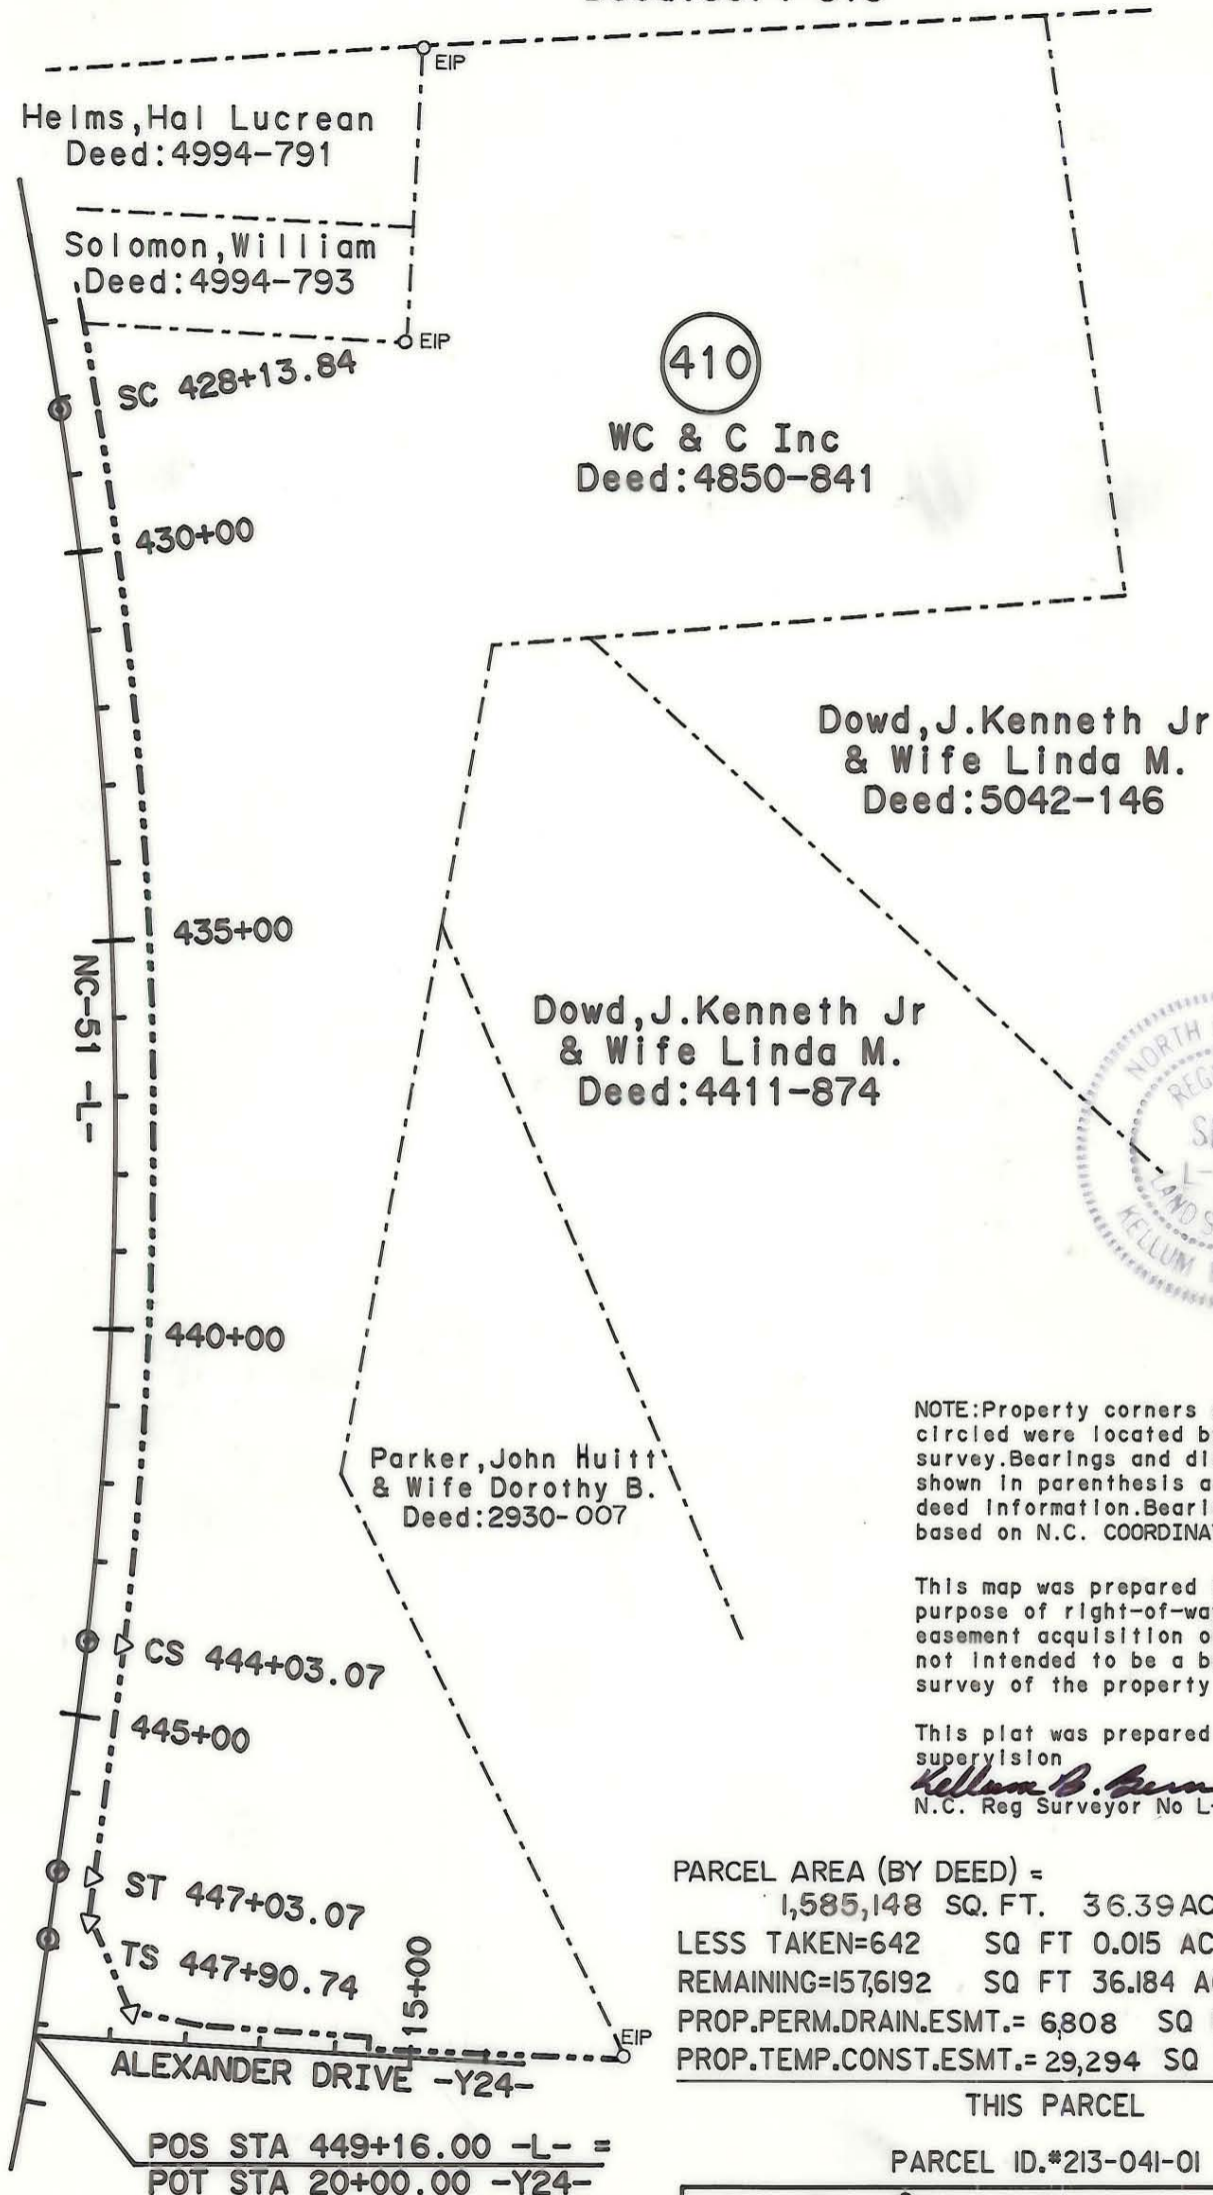 EIP
Helms,Hal Lucrean
Deed:4994-791
Solomon,William
Deed:4994-793
EIP
SC 428+13.84
410
WC & C Inc
Deed:4850-841
430+00
Dowd,J.Kenneth Jr
& Wife Linda M.
Deed:5042-146
435+00
NC-51 -L-
Dowd,J.Kenneth Jr
& Wife Linda M.
Deed:4411-874
NORTH
LAND
KELLUM
440+00
NOTE:Property corners
circled were located
survey.Bearings and
shown in parenthesis
deed information.
based on N.C.
Parker,John Huitt
& Wife Dorothy B.
Deed:2930-007
This map was prepared
purpose of
easement acquisition
not intended to be a
survey of the property
CS 444+03.07
445+00
This plat was prepared
supervision
Kellum B.
N.C. Reg Surveyor No
PARCEL AREA (BY DEED) =
1,585,148 SQ. FT. 36.39 AC
LESS TAKEN=642 SQ FT 0.015 AC
REMAINING=157,6192 SQ FT 36.184
PROP.PERM.DRAIN.ESMT.= 6,808 SQ
PROP.TEMP.CONST.ESMT.= 29,294 SQ
ST 447+03.07
TS 447+90.74
15+00
EIP
ALEXANDER DRIVE -Y24-
THIS PARCEL
POS STA 449+16.00 -L- =
POT STA 20+00.00 -Y24-
PARCEL ID.#213-041-01